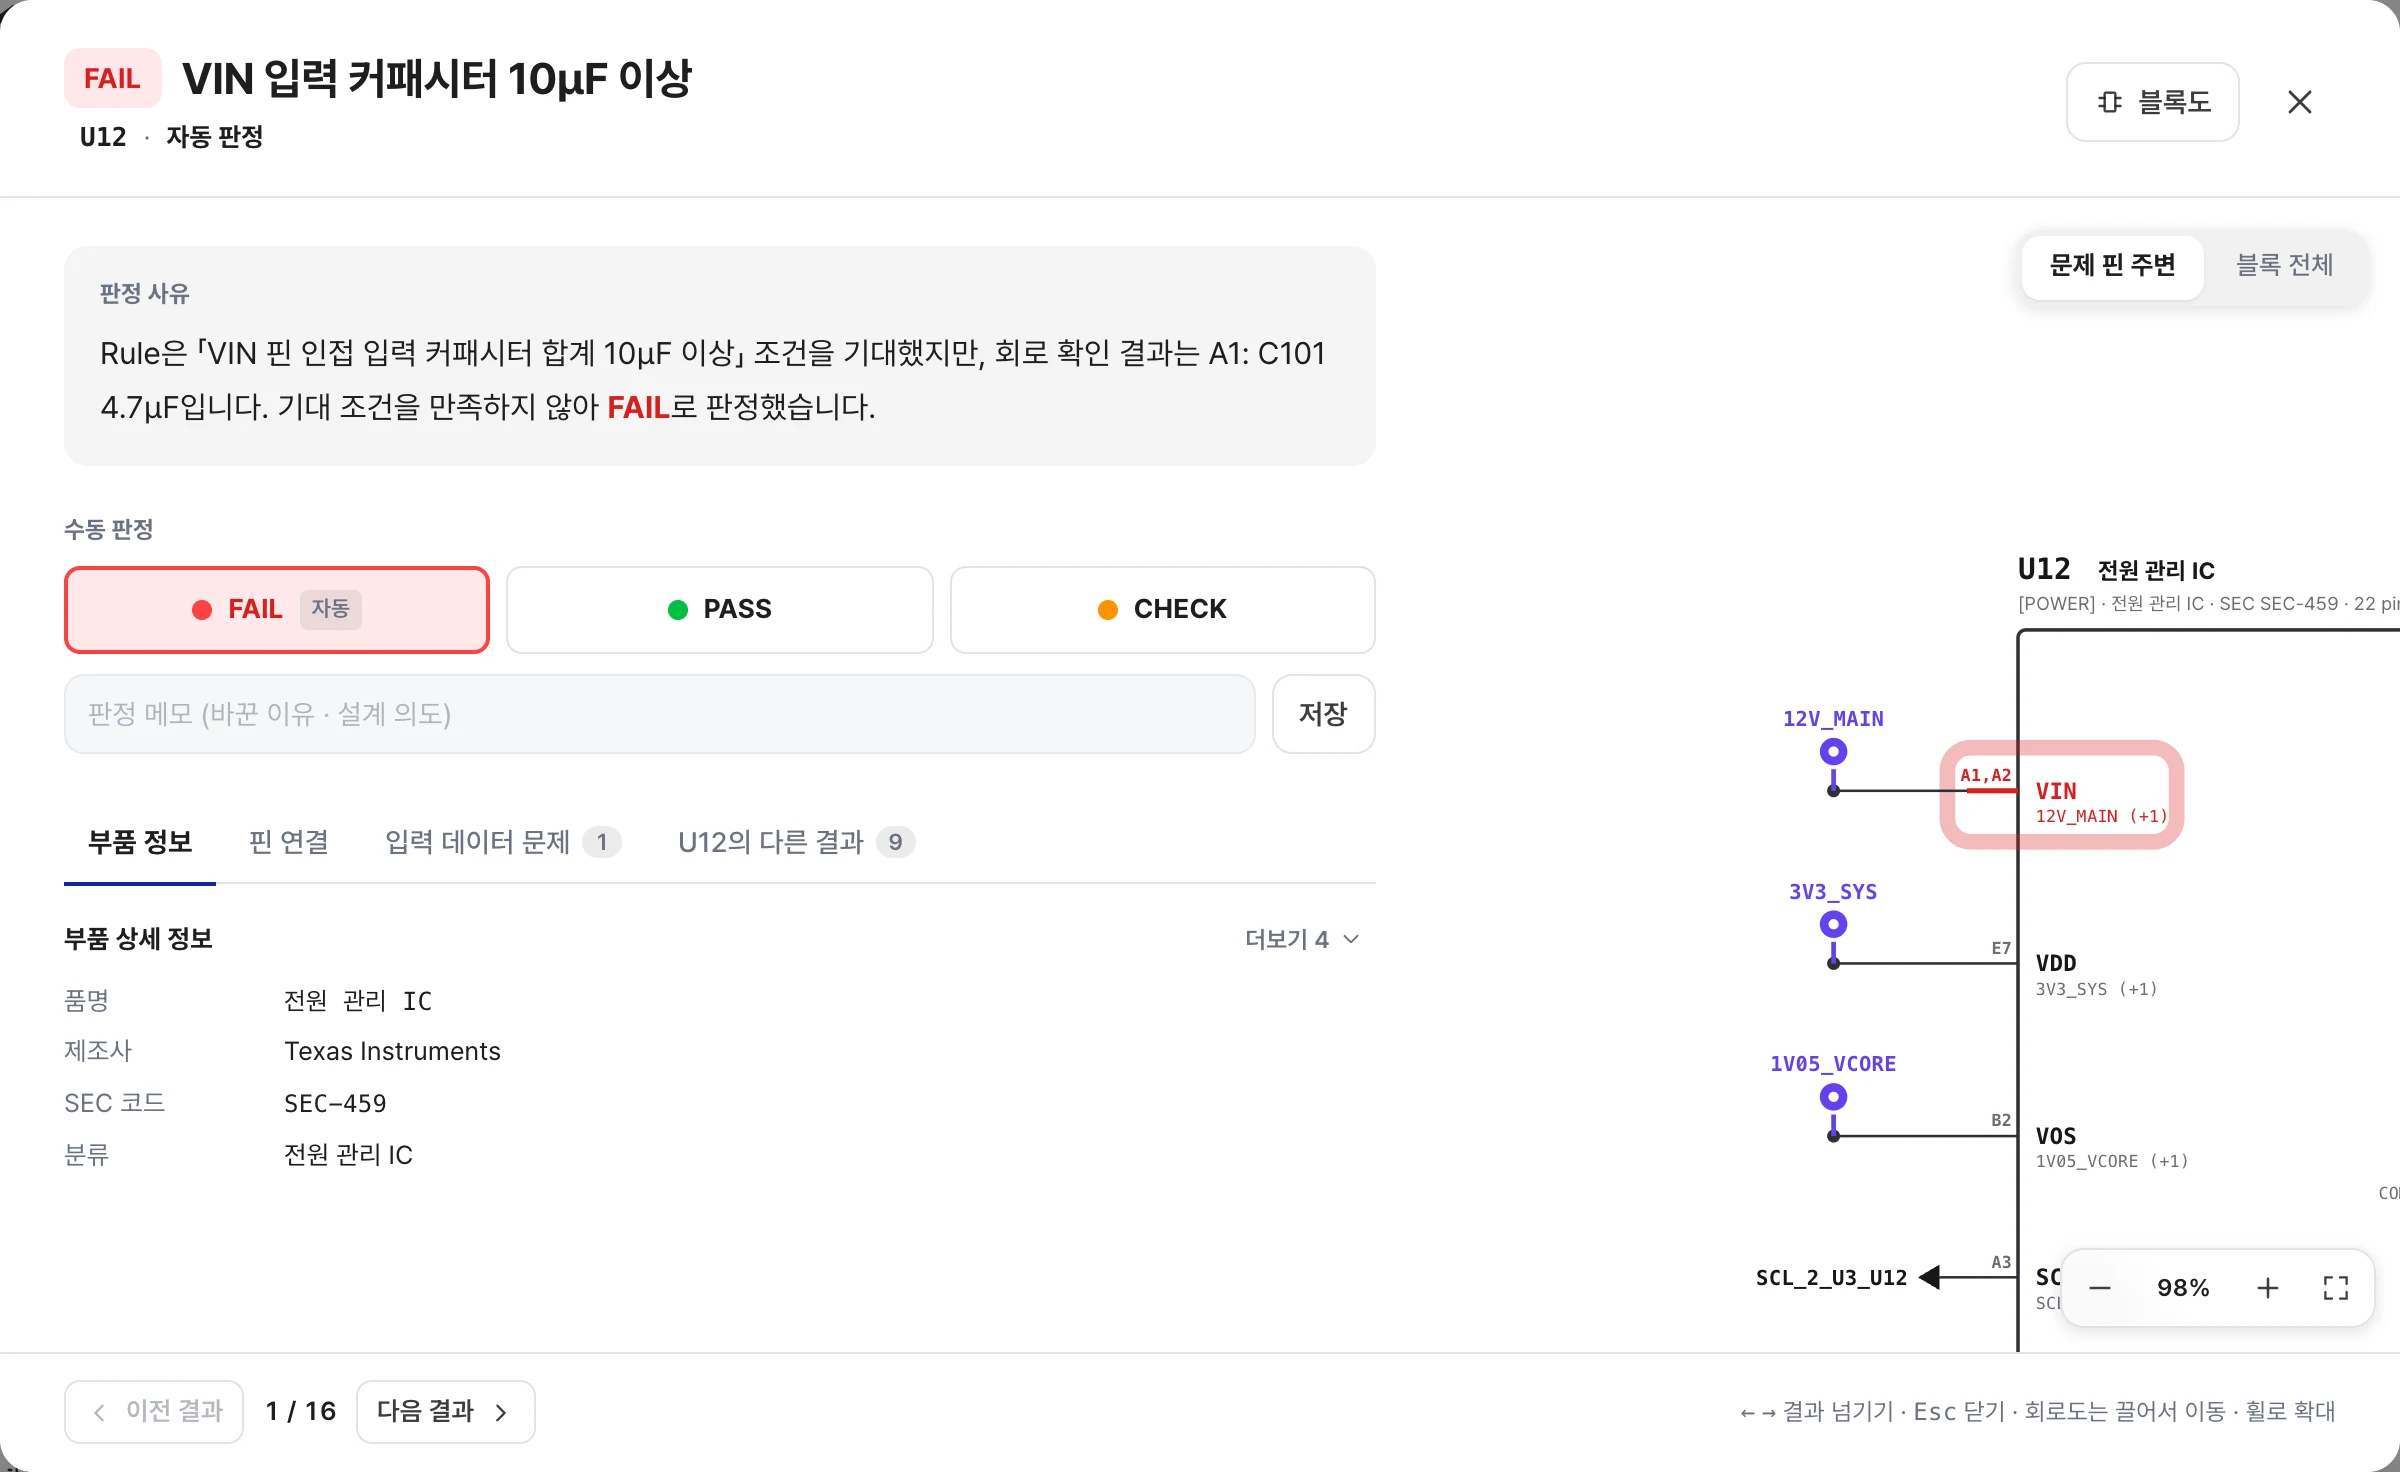 FAIL VIN 입력 커패시터 10µF 이상
U12 · 자동 판정
블록도
판정 사유
Rule은 「VIN 핀 인접 입력 커패시터 합계 10µF 이상」 조건을 기대했지만, 회로 확인 결과는 A1: C101
4.7µF입니다. 기대 조건을 만족하지 않아 FAIL로 판정했습니다.
수동 판정
FAIL 자동
PASS
CHECK
판정 메모 (바꾼 이유 · 설계 의도)
저장
부품 정보
핀 연결
입력 데이터 문제 1
U12의 다른 결과 9
부품 상세 정보
더보기 4
품명 전원 관리 IC
제조사 Texas Instruments
SEC 코드 SEC-459
분류 전원 관리 IC
문제 핀 주변
블록 전체
U12 전원 관리 IC
[POWER] · 전원 관리 IC · SEC SEC-459 · 22
12V_MAIN
A1,A2
VIN
12V_MAIN (+1)
3V3_SYS
E7
VDD
3V3_SYS (+1)
1V05_VCORE
B2
VOS
1V05_VCORE (+1)
SCL_2_U3_U12
A3
98%
이전 결과
1 / 16
다음 결과
←→ 결과 넘기기 · Esc 닫기 · 회로도는 끌어서 이동 · 휠로 확대